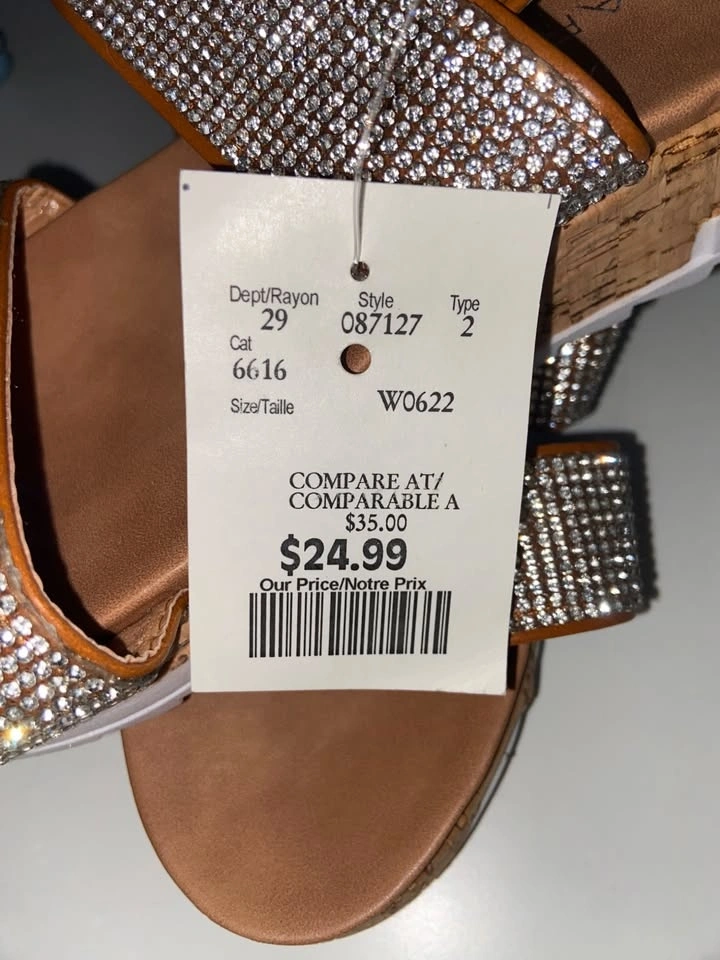 Dept/Rayon Style Type
29 087127 2
Cat
6616
Size/Taille W0622
COMPARE AT/
COMPARABLE A
$35.00
$24.99
Our Price/Notre Prix